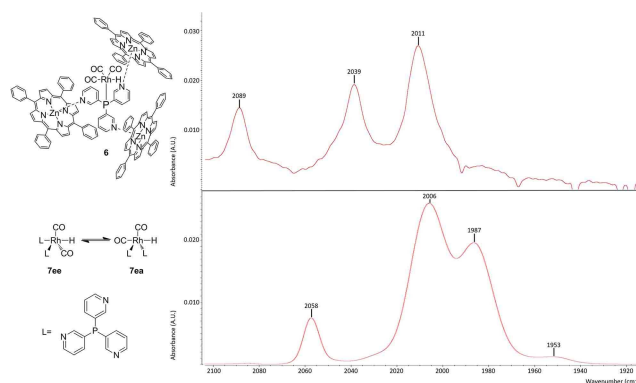 Zn
OC CO
OC-Rh-H
N
N
P
Zn
N
Zn
6
0.030
0.020
0.010
Absorbance (A.U.)
2089
2039
2011
CO
L-Rh-H
L CO
7ee
CO
OC-Rh-H
L L
7ea
L=
N
P
N
N
0.020
0.010
Absorbance (A.U.)
2058
2006
1987
1953
2100 2080 2060 2040 2020 2000 1980 1960 1940 1920
Wavenumber (cm